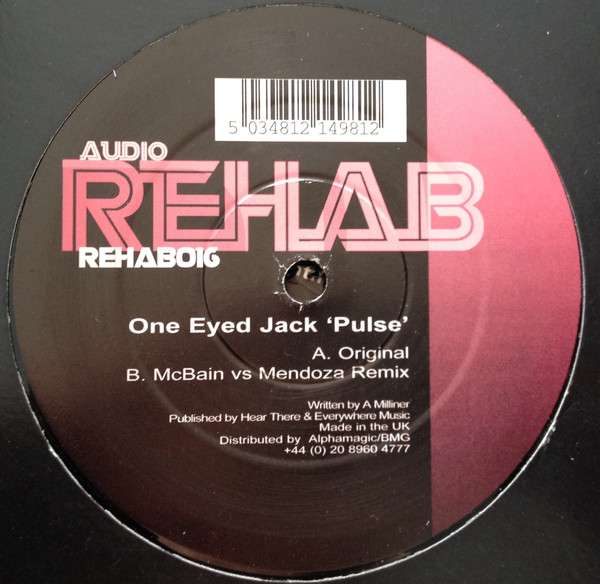 5 034812 149812
AUDIO
REHAB
REHAB016
One Eyed Jack ‘Pulse’
A. Original
B. McBain vs Mendoza Remix
Written by A Milliner
Published by Hear There & Everywhere Music
Made in the UK
Distributed by Alphamagic/BMG
+44 (0) 20 8960 4777